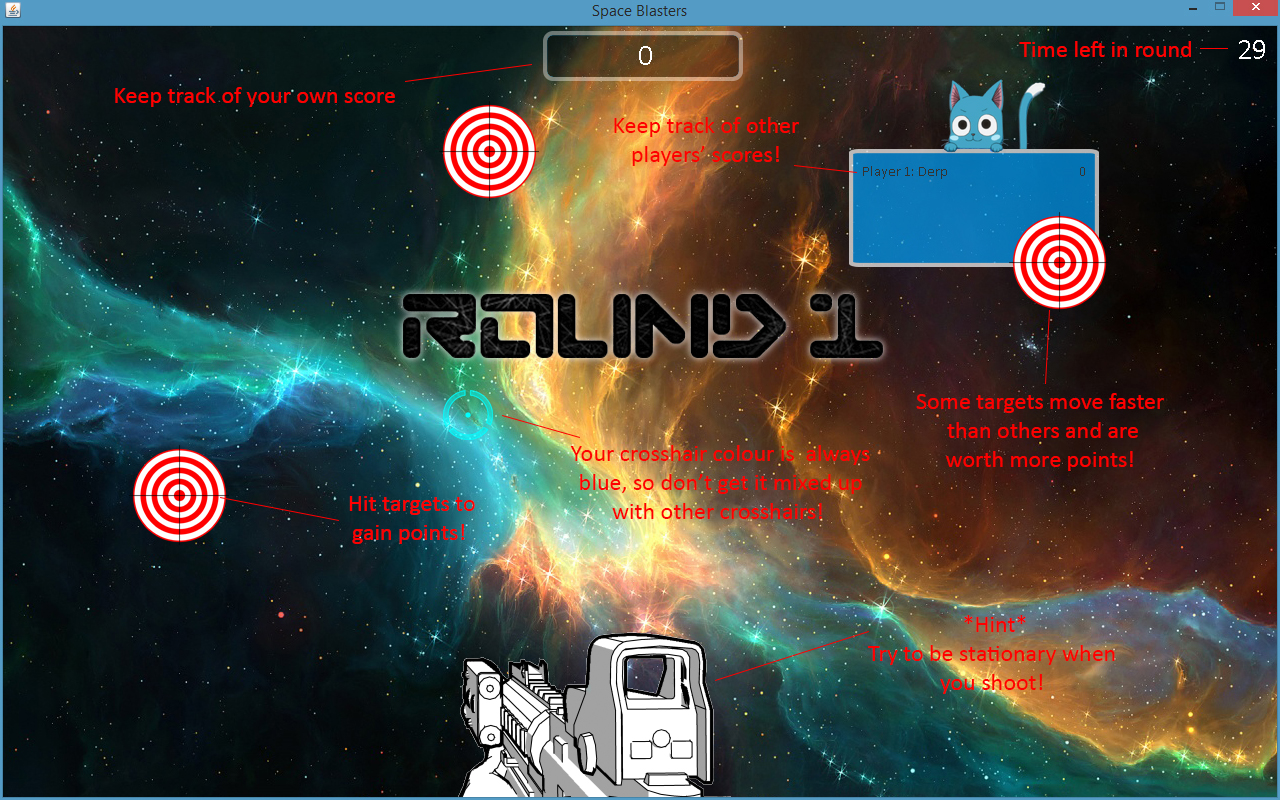 Space Blasters
0
Time left in round
29
Keep track of your own score
Keep track of other
players’ scores!
Player 1: Derp 0
ROUND 1
Some targets move faster
than others and are
worth more points!
Your crosshair colour is always
blue, so don’t get it mixed up
with other crosshairs!
Hit targets to
gain points!
*Hint*
Try to be stationary when
you shoot!